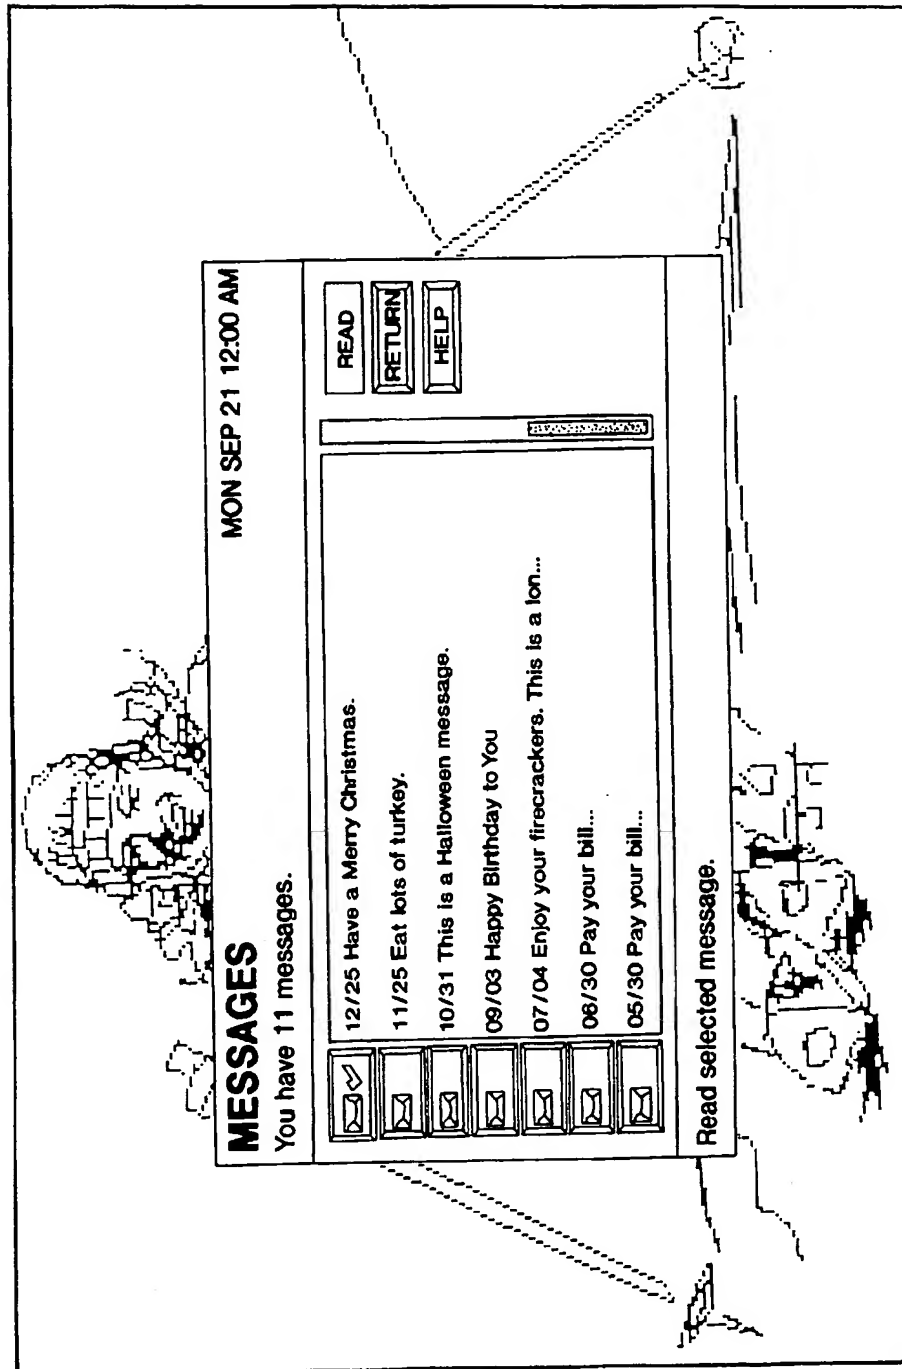 MESSAGES MON SEP 21 12:00 AM
You have 11 messages.
12/25 Have a Merry Christmas.
11/25 Eat lots of turkey.
10/31 This is a Halloween message.
09/03 Happy Birthday to You
07/04 Enjoy your firecrackers. This is a lon...
06/30 Pay your bill...
05/30 Pay your bill...
READ
RETURN
HELP
Read selected message.